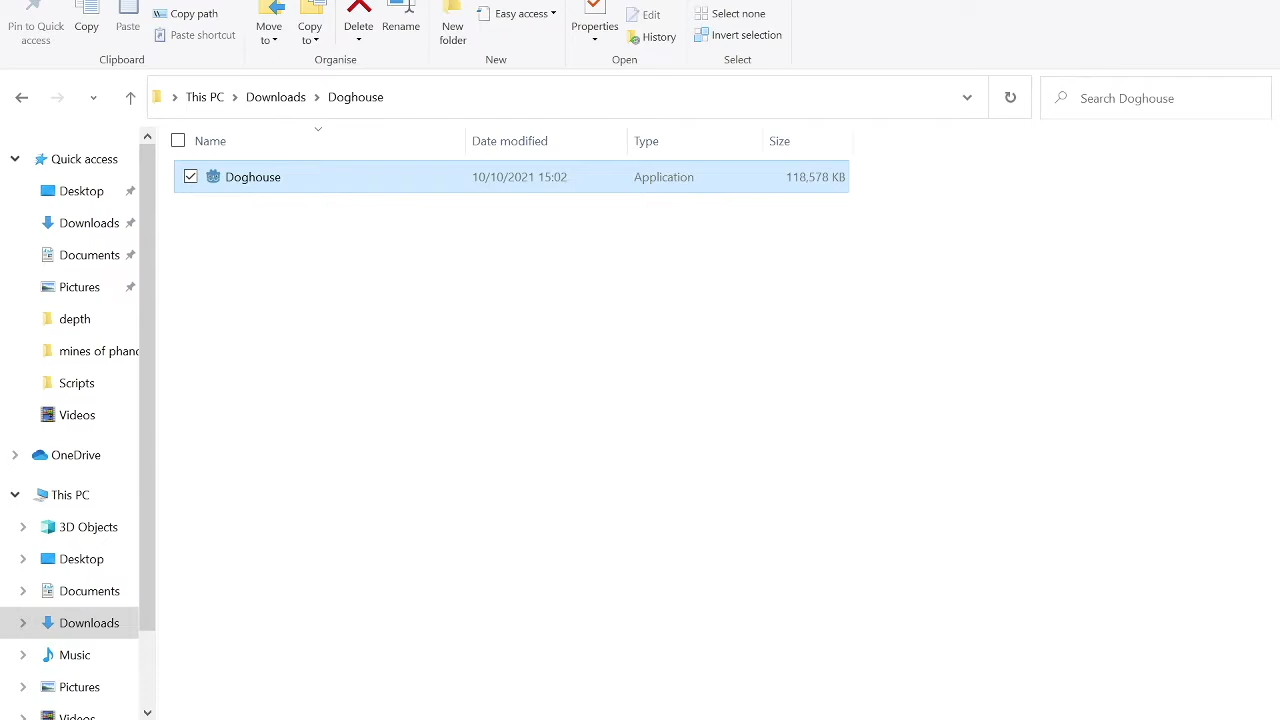 Pin to Quick access
Copy
Paste
Copy path
Paste shortcut
Clipboard
Move to
Copy to
Delete
Rename
Organise
New folder
Easy access
New
Properties
Edit
History
Open
Select none
Invert selection
Select
This PC
Downloads
Doghouse
Search Doghouse
Name
Date modified
Type
Size
Doghouse
10/10/2021 15:02
Application
118,578 KB
Quick access
Desktop
Downloads
Documents
Pictures
depth
mines of phand
Scripts
Videos
OneDrive
This PC
3D Objects
Desktop
Documents
Downloads
Music
Pictures
Videos